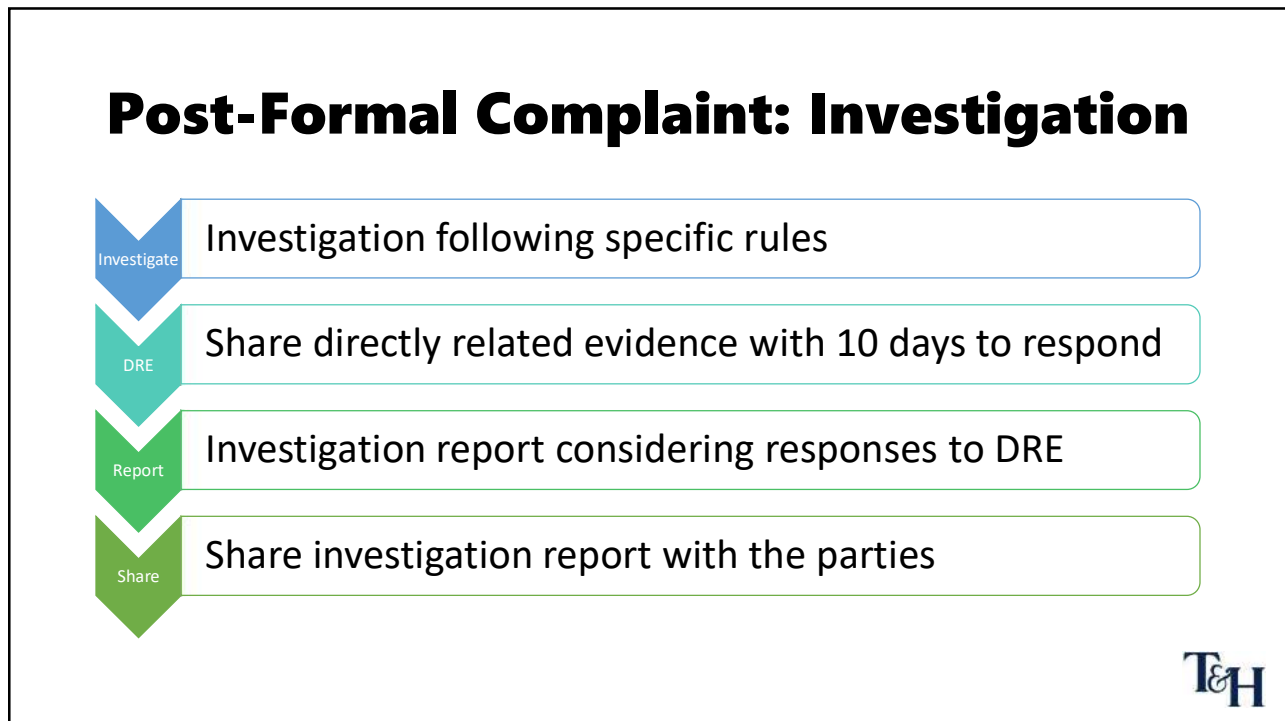 Post-Formal Complaint: Investigation
Investigate
Investigation following specific rules
DRE
Share directly related evidence with 10 days to respond
Report
Investigation report considering responses to DRE
Share
Share investigation report with the parties
T&H